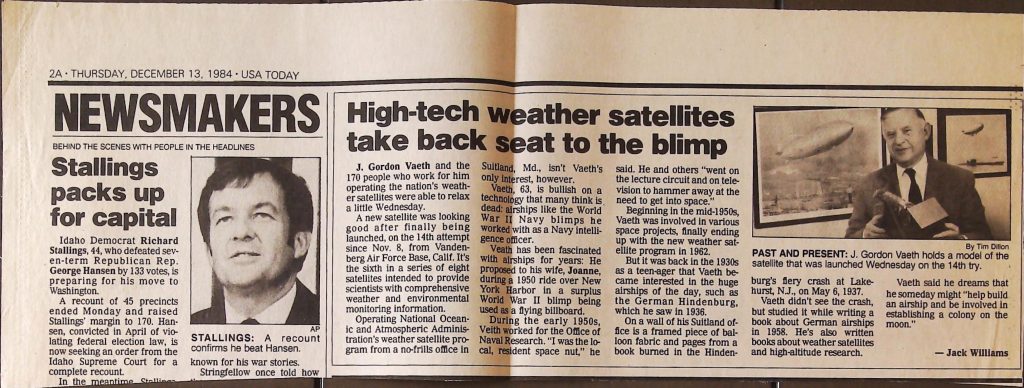 2A · THURSDAY, DECEMBER 13, 1984 · USA TODAY
NEWSMAKERS
BEHIND THE SCENES WITH PEOPLE IN THE HEADLINES
Stallings
packs up
for capital
Idaho Democrat Richard
Stallings, 44, who defeated sev-
en-term Republican Rep.
George Hansen by 133 votes, is
preparing for his move to
Washington.
A recount of 45 precincts
ended Monday and raised
Stallings' margin to 170. Han-
sen, convicted in April of vio-
lating federal election law, is
now seeking an order from the
Idaho Supreme Court for a
complete recount.
In the meantime, Stallings
AP
STALLINGS: A recount
confirms he beat Hansen.
known for his war stories.
Stringfellow once told how
High-tech weather satellites
take back seat to the blimp
J. Gordon Vaeth and the
170 people who work for him
operating the nation's weath-
er satellites were able to relax
a little Wednesday.
A new satellite was looking
good after finally being
launched, on the 14th attempt
since Nov. 8, from Vanden-
berg Air Force Base, Calif. It's
the sixth in a series of eight
satellites intended to provide
scientists with comprehensive
weather and environmental
monitoring information.
Operating National Ocean-
ic and Atmospheric Adminis-
tration's weather satellite pro-
gram from a no-frills office in
Suitland, Md., isn't Vaeth's
only interest, however.
Vaeth, 63, is bullish on a
technology that many think is
dead: airships like the World
War II Navy blimps he
worked with as a Navy intelli-
gence officer.
Veath has been fascinated
with airships for years: He
proposed to his wife, Joanne,
during a 1950 ride over New
York Harbor in a surplus
World War II blimp being
used as a flying billboard.
During the early 1950s,
Veith worked for the Office of
Naval Research. "I was the lo-
cal, resident space nut," he
said. He and others "went on
the lecture circuit and on tele-
vision to hammer away at the
need to get into space."
Beginning in the mid-1950s,
Vaeth was involved in various
space projects, finally ending
up with the new weather sat-
ellite program in 1962.
But it was back in the 1930s
as a teen-ager that Vaeth be-
came interested in the huge
airships of the day, such as
the German Hindenburg,
which he saw in 1936.
On a wall of his Suitland of-
fice is a framed piece of bal-
loon fabric and pages from a
book burned in the Hinden-
By Tim Dillon
PAST AND PRESENT: J. Gordon Vaeth holds a model of the
satellite that was launched Wednesday on the 14th try.
burg's fiery crash at Lake-
hurst, N.J., on May 6, 1937.
Vaeth didn't see the crash,
but studied it while writing a
book about German airships
in 1958. He's also written
books about weather satellites
and high-altitude research.
Vaeth said he dreams that
he someday might "help build
an airship and be involved in
establishing a colony on the
moon."
— Jack Williams